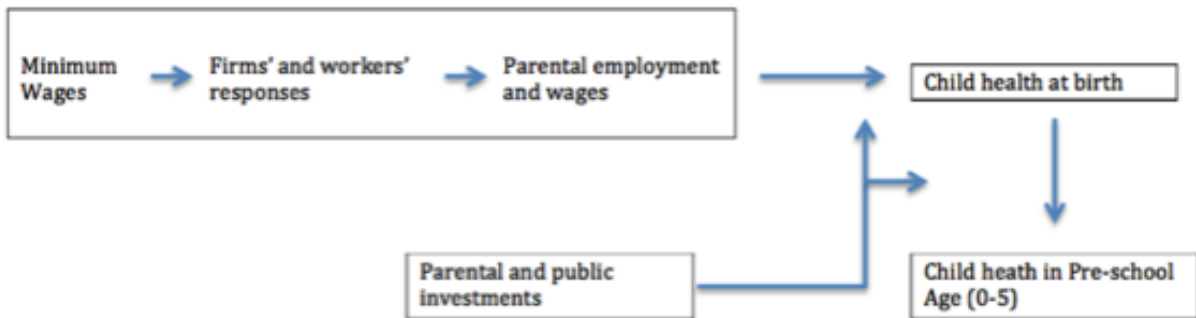 Minimum
Wages
Firms' and workers'
responses
Parental employment
and wages
Child health at birth
Parental and public
investments
Child heath in Pre-school
Age (0-5)